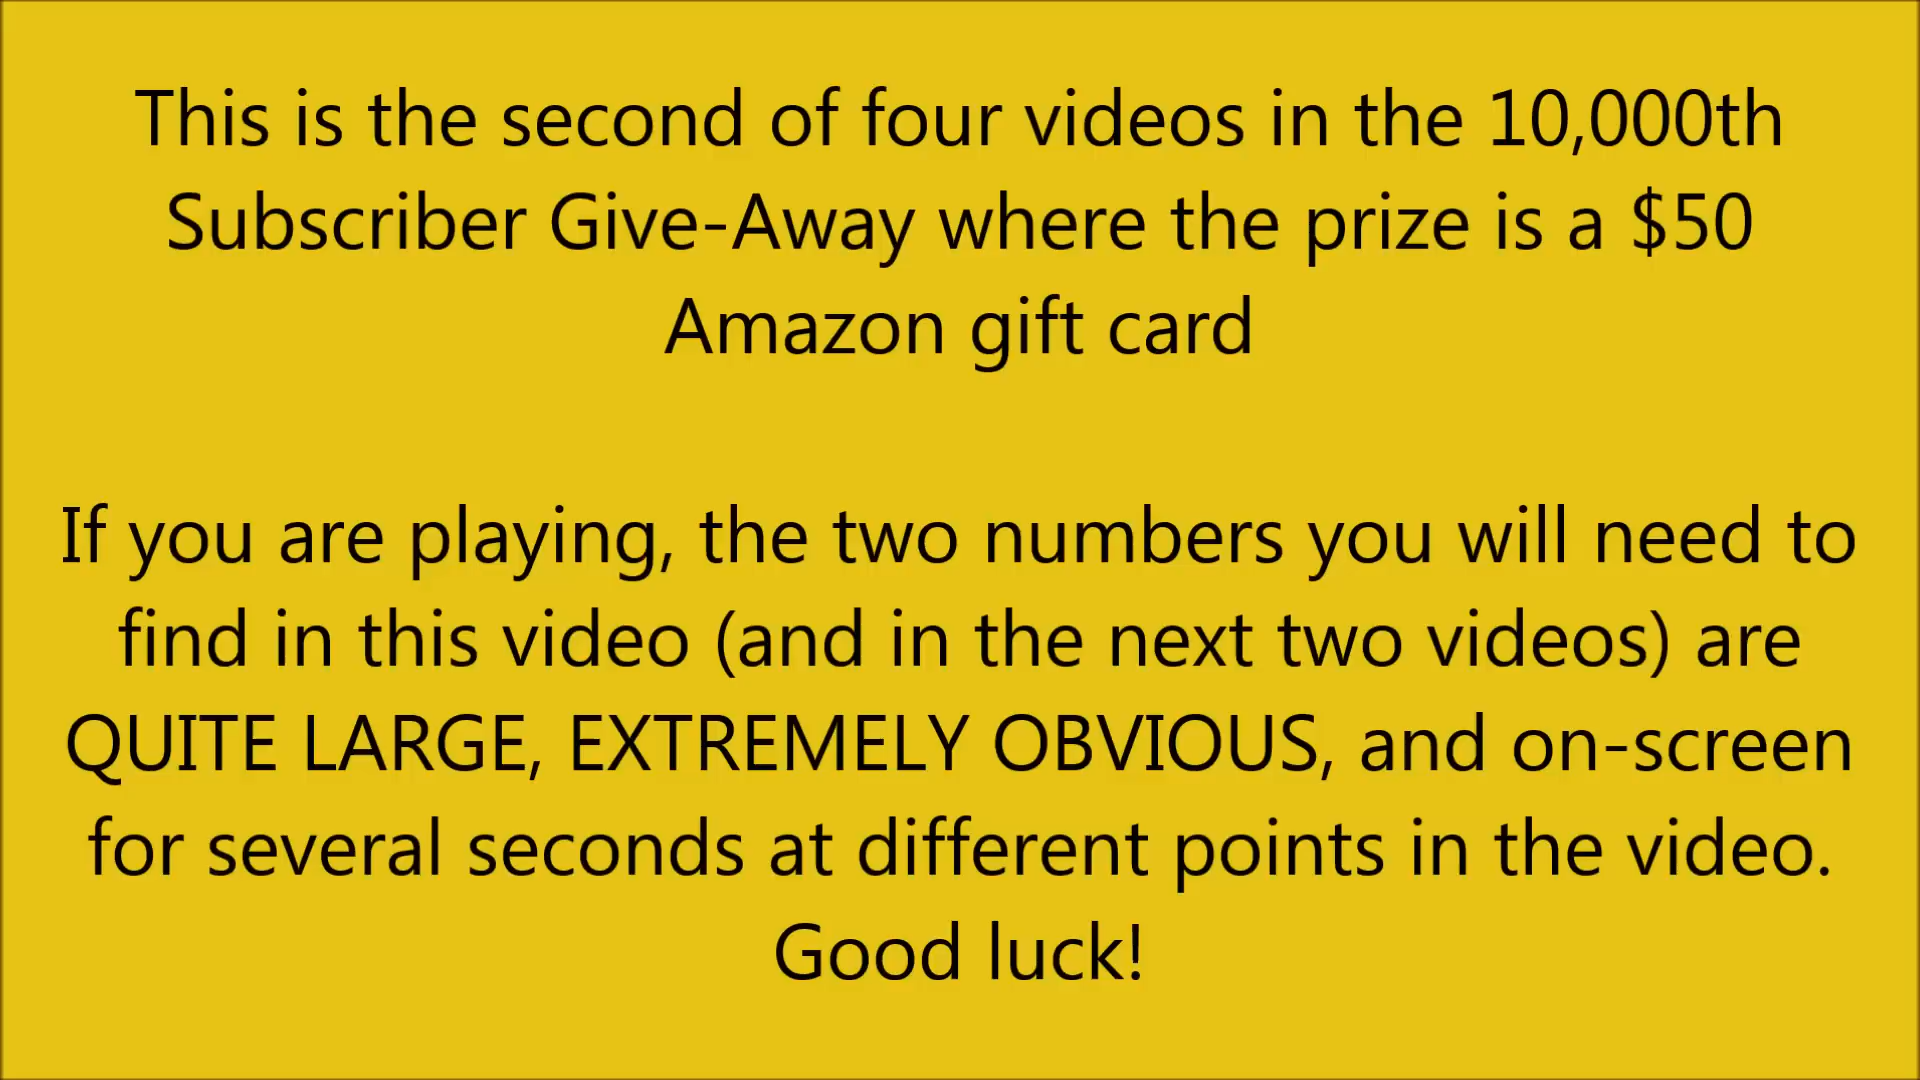 This is the second of four videos in the 10,000th
Subscriber Give-Away where the prize is a $50
Amazon gift card
If you are playing, the two numbers you will need to
find in this video (and in the next two videos) are
QUITE LARGE, EXTREMELY OBVIOUS, and on-screen
for several seconds at different points in the video.
Good luck!